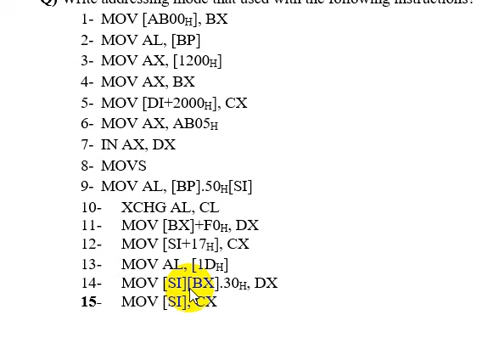 Q) Write addressing mode that used with the following instructions?
1- MOV [AB00H], BX
2- MOV AL, [BP]
3- MOV AX, [1200H]
4- MOV AX, BX
5- MOV [DI+2000H], CX
6- MOV AX, AB05H
7- IN AX, DX
8- MOVS
9- MOV AL, [BP].50H[SI]
10- XCHG AL, CL
11- MOV [BX]+F0H, DX
12- MOV [SI+17H], CX
13- MOV AL, [1DH]
14- MOV [SI][BX].30H, DX
15- MOV [SI], CX